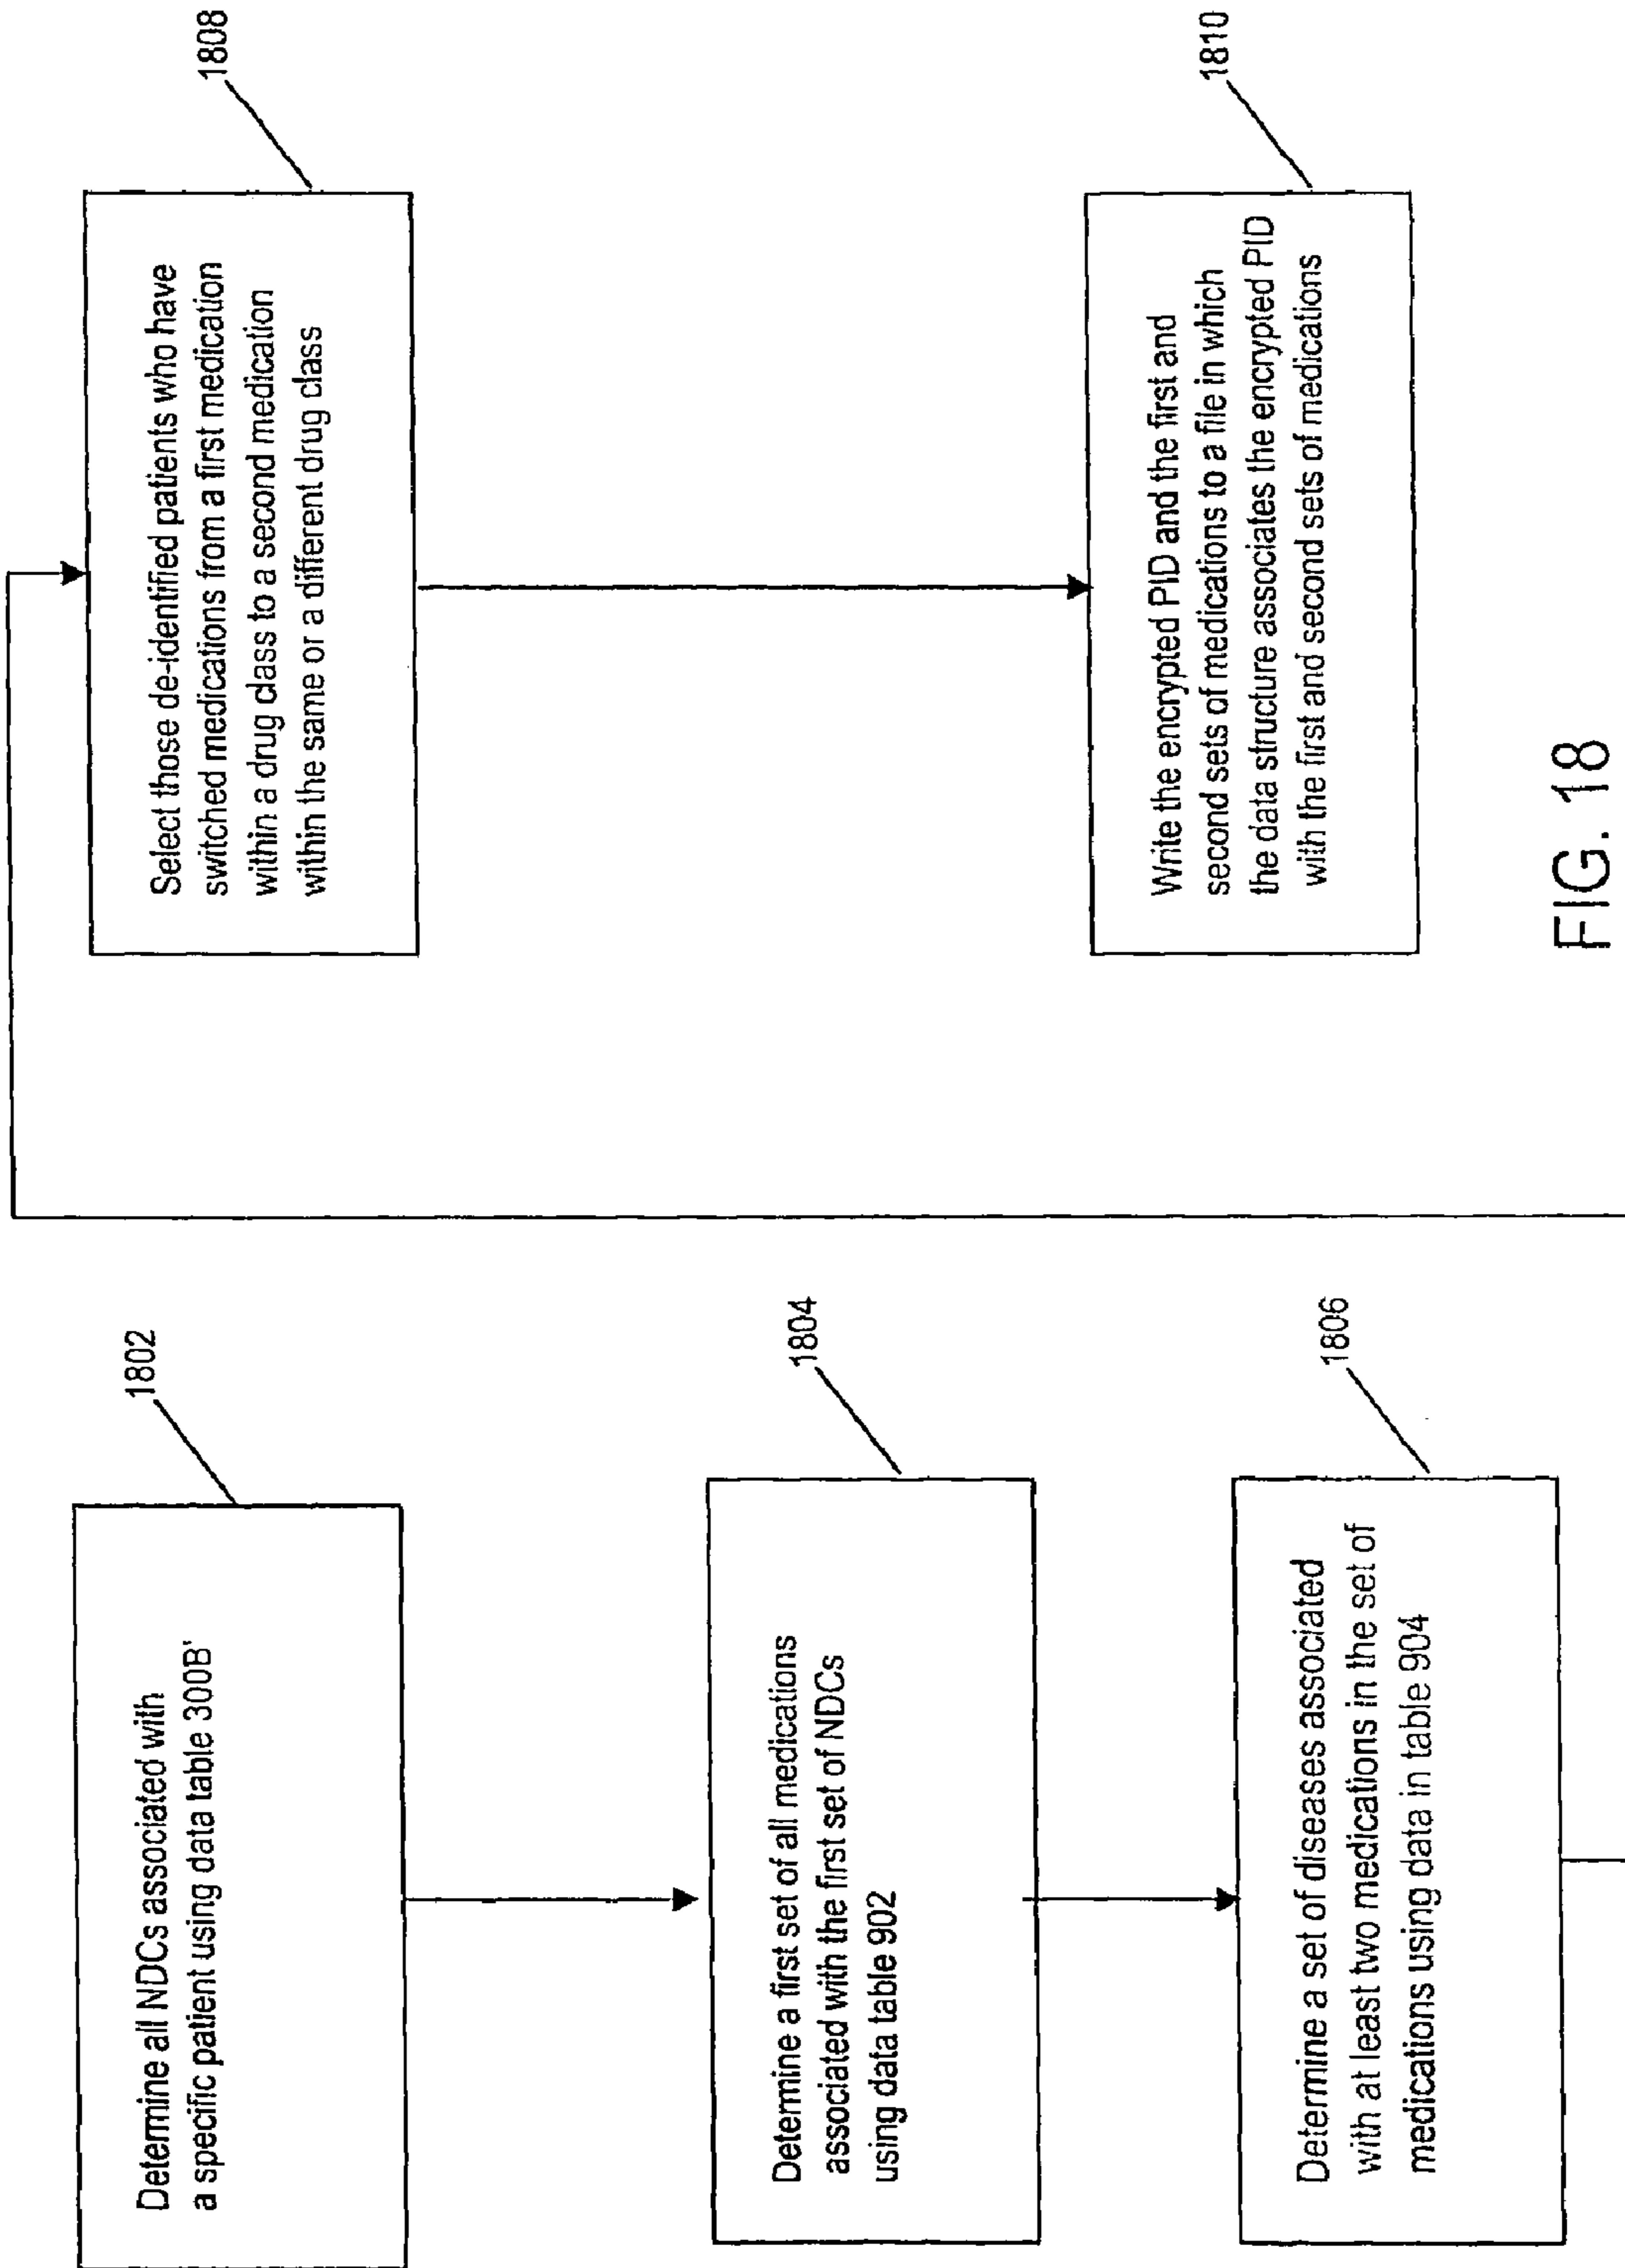 1802
Determine all NDCs associated with
a specific patient using data table 300B'
1804
Determine a first set of all medications
associated with the first set of NDCs
using data table 902
1806
Determine a set of diseases associated
with at least two medications in the set of
medications using data in table 904
1808
Select those de-identified patients who have
switched medications from a first medication
within a drug class to a second medication
within the same or a different drug class
1810
Write the encrypted PID and the first and
second sets of medications to a file in which
the data structure associates the encrypted PID
with the first and second sets of medications
FIG. 18